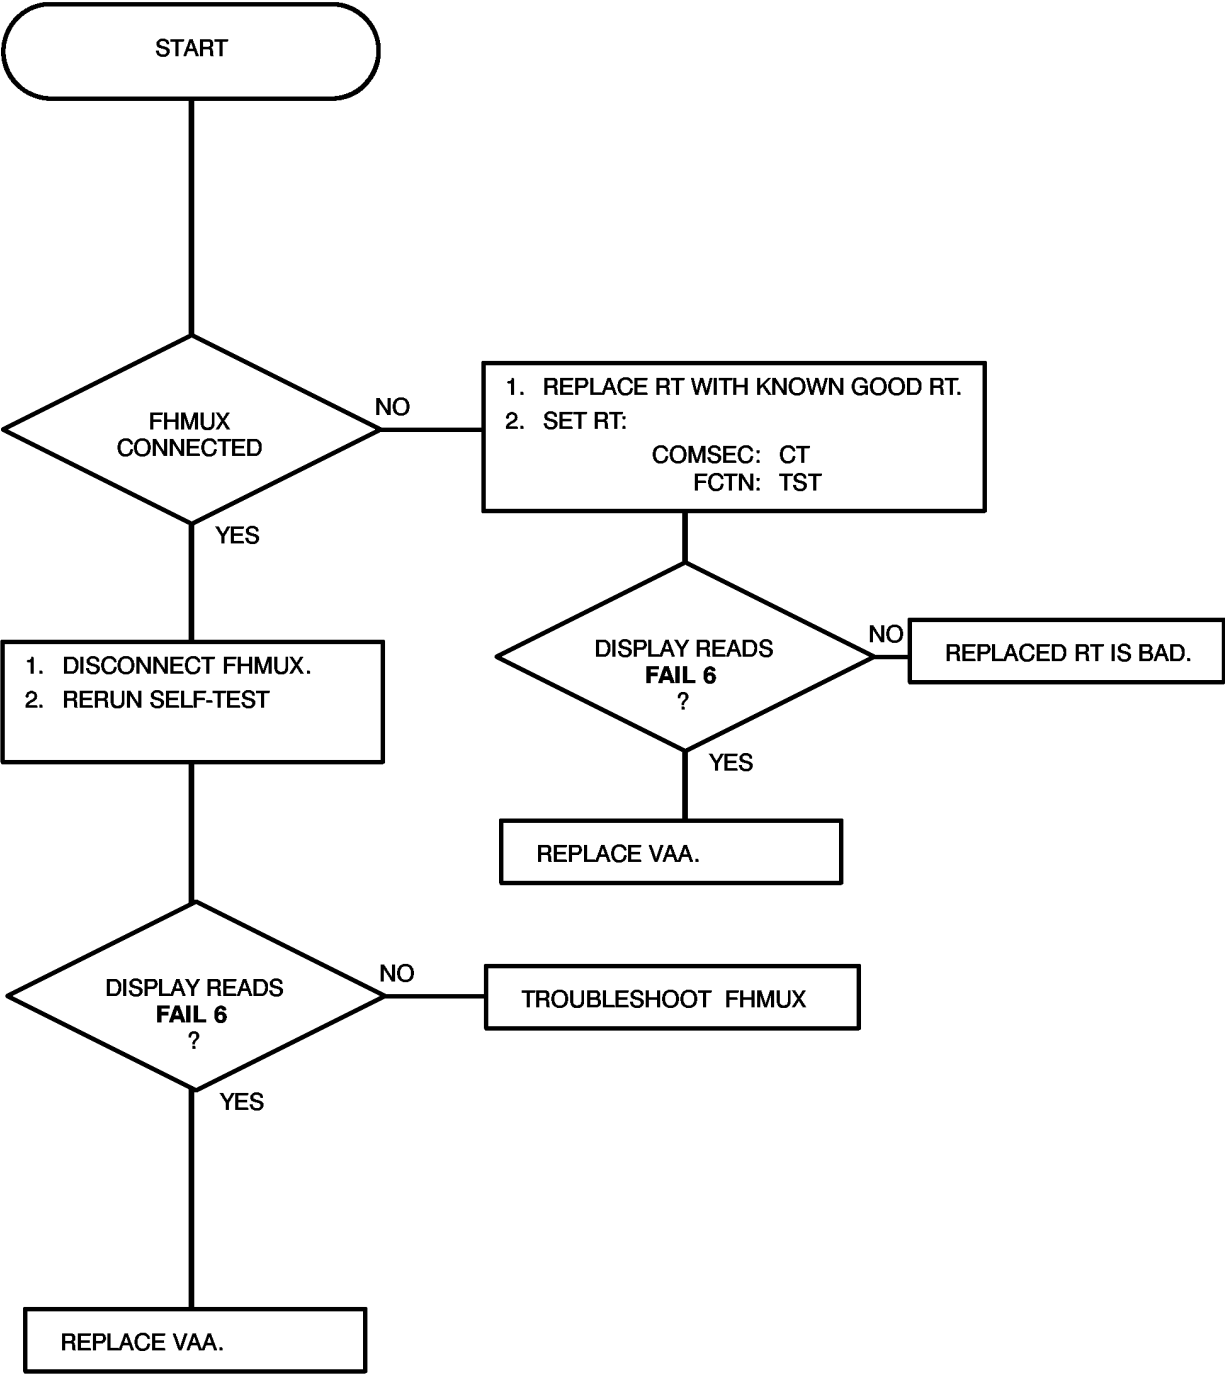 START
FHMUX
CONNECTED
NO
1. REPLACE RT WITH KNOWN GOOD RT.
2. SET RT:
COMSEC: CT
FCTN: TST
YES
1. DISCONNECT FHMUX.
2. RERUN SELF-TEST
DISPLAY READS
FAIL 6
?
NO
REPLACED RT IS BAD.
YES
REPLACE VAA.
DISPLAY READS
FAIL 6
?
NO
TROUBLESHOOT FHMUX
YES
REPLACE VAA.